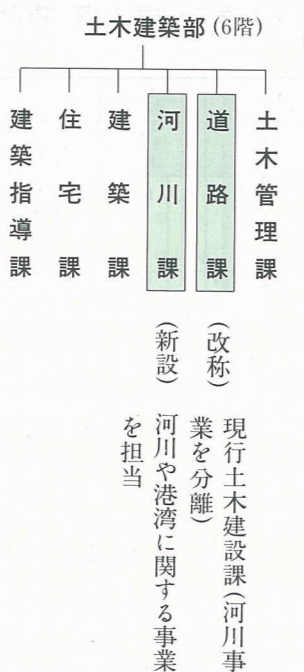 土木建築部(6階)
土木管理課
道路課
河川課
建築課
住宅課
建築指導課
(改称) 現行土木建設課(河川事
業を分離)
(新設) 河川や港湾に関する事業
を担当